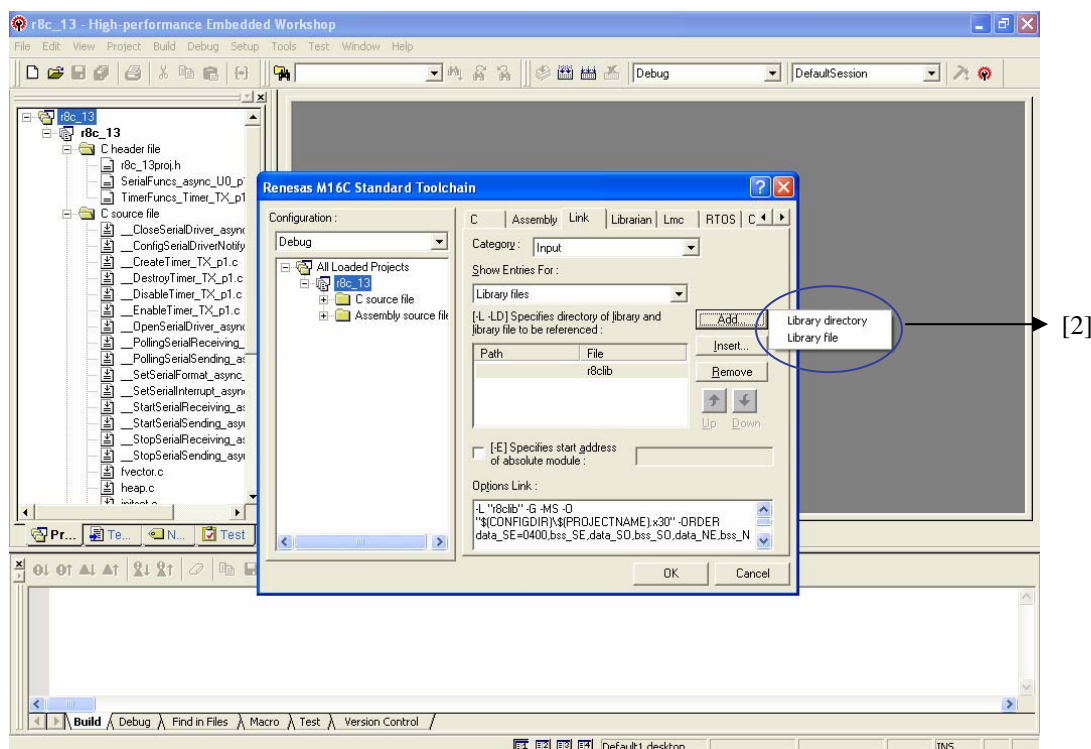 r8c_13 - High-performance Embedded Workshop
File Edit View Project Build Debug Setup Tools Test Window Help
Debug
DefaultSession
r8c_13
r8c_13
C header file
r8c_13proj.h
SerialFuncs_async_U0_p
TimerFuncs_Timer_TX_p1
C source file
__CloseSerialDriver_async
__ConfigSerialDriverNotify
__CreateTimer_TX_p1.c
__DestroyTimer_TX_p1.c
__DisableTimer_TX_p1.c
__EnableTimer_TX_p1.c
__OpenSerialDriver_async
__PollingSerialReceiving_
__PollingSerialSending_as
__SetSerialFormat_async_
__SetSerialInterrupt_async
__StartSerialReceiving_as
__StartSerialSending_asy
__StopSerialReceiving_as
__StopSerialSending_asy
fvector.c
heap.c
Pr... Te... N... Test
Renesas M16C Standard Toolchain
Configuration :
Debug
All Loaded Projects
r8c_13
C source file
Assembly source file
C Assembly Link Librarian Lmc RTOS C
Category : Input
Show Entries For :
Library files
[-L -LD] Specifies directory of library and
library file to be referenced :
Path File
r8clib
Add...
Insert...
Remove
Up Down
Library directory
Library file
[2]
[-E] Specifies start address
of absolute module :
Options Link :
-L "r8clib" -G -MS -O
"$(CONFIGDIR)\$(PROJECTNAME).x30" -ORDER
data_SE=0400,bss_SE,data_SO,bss_SO,data_NE,bss_N
OK Cancel
Build Debug Find in Files Macro Test Version Control
Default1 desktop
INS